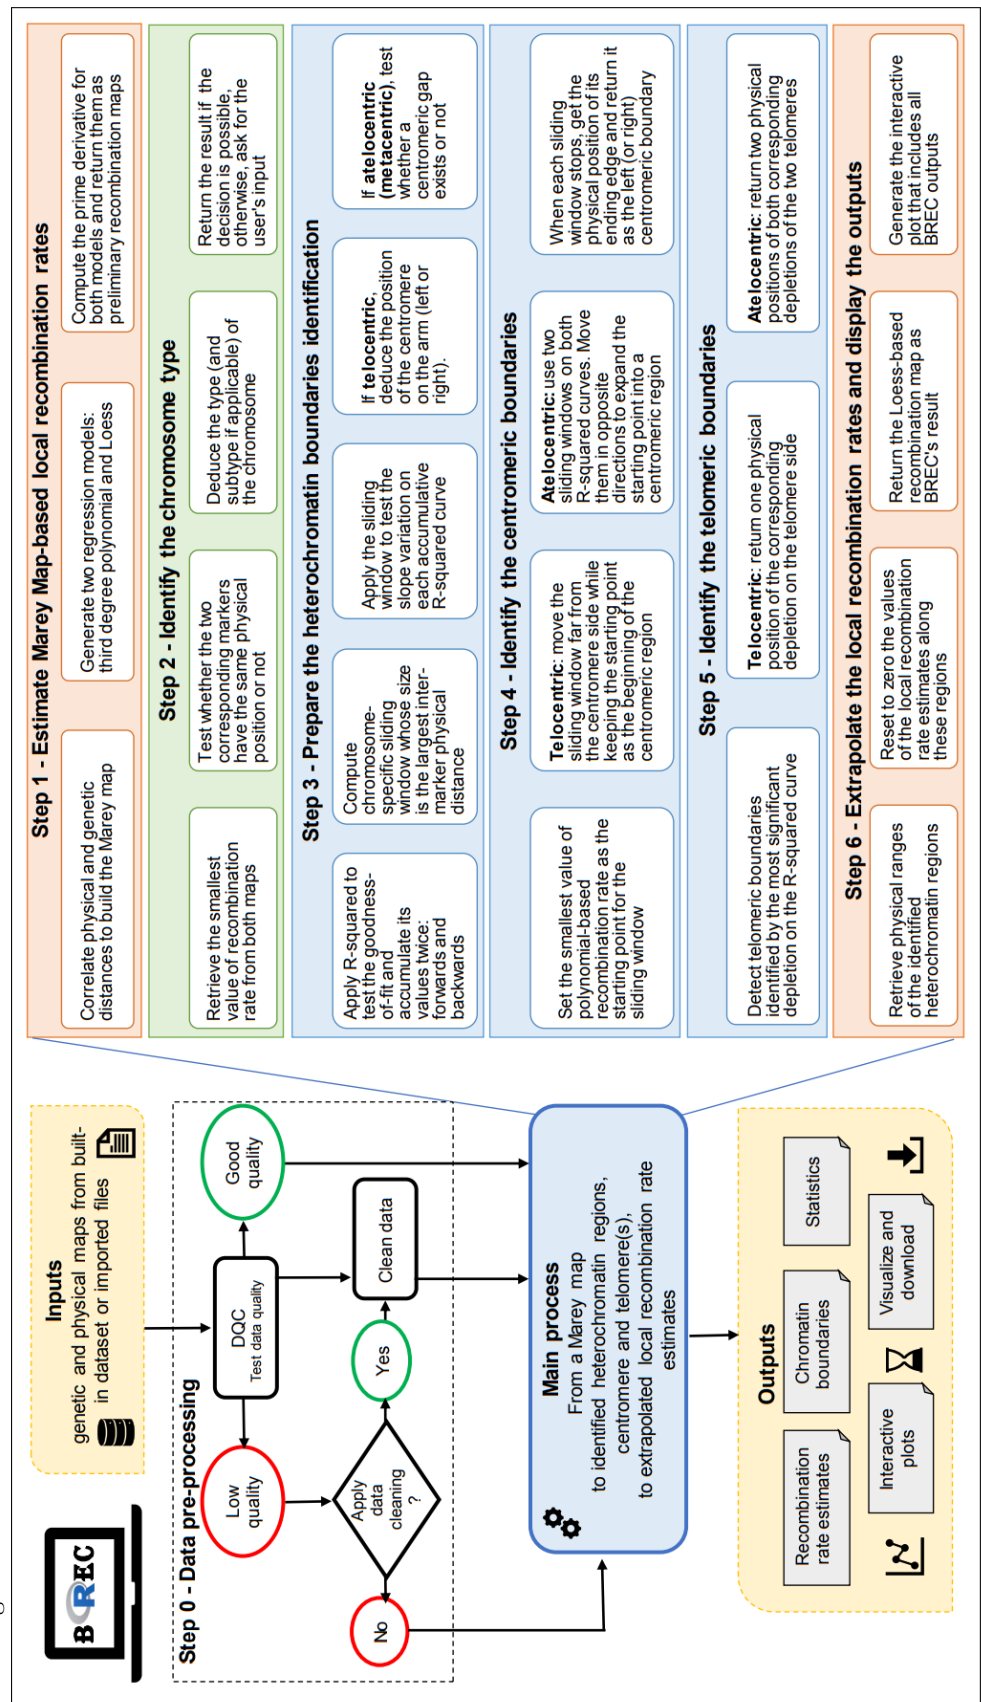 BREC
Inputs
genetic and physical maps from built-
in dataset or imported files
Step 0 - Data pre-processing
Low
quality
DQC
Test data quality
Good
quality
Apply
data
cleaning
?
No
Yes
Clean data
Main process
From a Marey map
to identified heterochromatin regions,
centromere and telomere(s),
to extrapolated local recombination rate
estimates
Outputs
Recombination
rate estimates
Chromatin
boundaries
Statistics
Interactive
plots
Visualize and
download
Step 1 - Estimate Marey Map-based local recombination rates
Correlate physical and genetic
distances to build the Marey map
Generate two regression models:
third degree polynomial and Loess
Compute the prime derivative for
both models and return them as
preliminary recombination maps
Step 2 - Identify the chromosome type
Retrieve the smallest
value of recombination
rate from both maps
Test whether the two
corresponding markers
have the same physical
position or not
Deduce the type (and
subtype if applicable) of
the chromosome
Return the result if the
decision is possible,
otherwise, ask for the
user's input
Step 3 - Prepare the heterochromatin boundaries identification
Apply R-squared to
test the goodness-
of-fit and
accumulate its
values twice:
forwards and
backwards
Compute
chromosome-
specific sliding
window whose size
is the largest inter-
marker physical
distance
Apply the sliding
window to test the
slope variation on
each accumulative
R-squared curve
If telocentric,
deduce the position
of the centromere
on the arm (left or
right).
If atelocentric
(metacentric), test
whether a
centromeric gap
exists or not
Step 4 - Identify the centromeric boundaries
Set the smallest value of
polynomial-based
recombination rate as the
starting point for the
sliding window
Telocentric: move the
sliding window far from
the centromere side while
keeping the starting point
as the beginning of the
centromeric region
Atelocentric: use two
sliding windows on both
R-squared curves. Move
them in opposite
directions to expand the
starting point into a
centromeric region
When each sliding
window stops, get the
physical position of its
ending edge and return it
as the left (or right)
centromeric boundary
Step 5 - Identify the telomeric boundaries
Detect telomeric boundaries
identified by the most significant
depletion on the R-squared curve
Telocentric: return one physical
position of the corresponding
depletion on the telomere side
Atelocentric: return two physical
positions of both corresponding
depletions of the two telomeres
Step 6 - Extrapolate the local recombination rates and display the outputs
Retrieve physical ranges
of the identified
heterochromatin regions
Reset to zero the values
of the local recombination
rate estimates along
these regions
Return the Loess-based
recombination map as
BREC's result
Generate the interactive
plot that includes all
BREC outputs